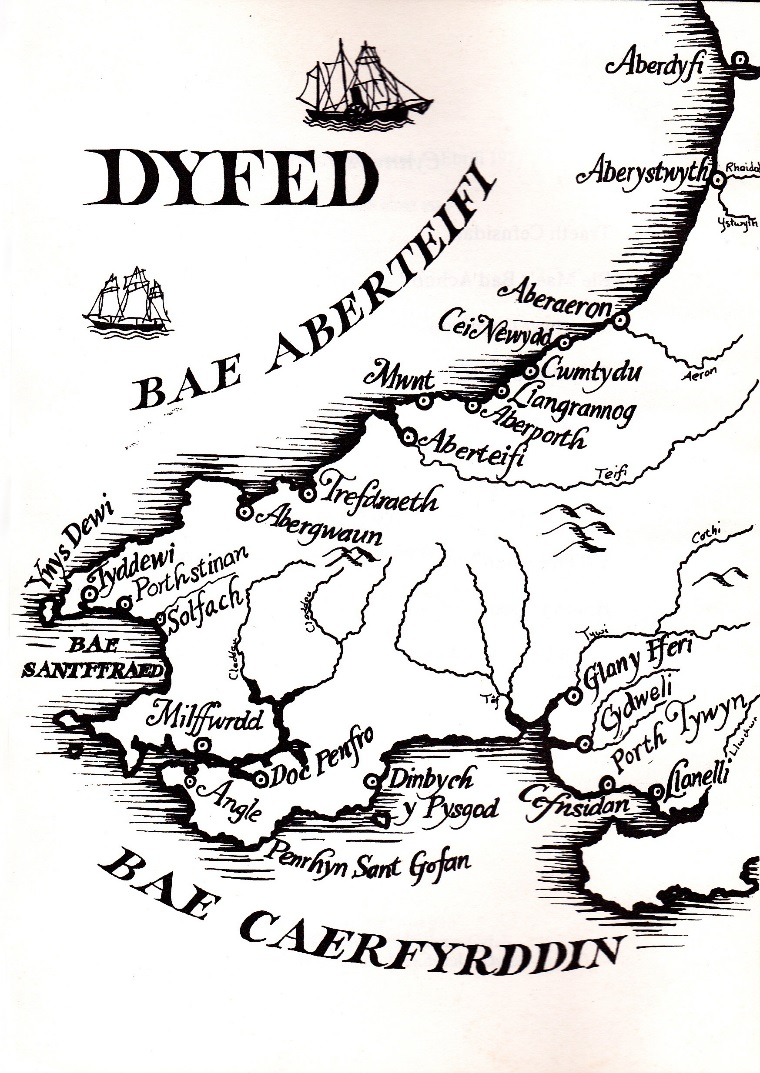 Aberdyfi
DYFED
Aberystwyth
Rheidol
Ystwyth
BAE ABERTEIFI
Aberaeron
Cei Newydd
Cwmtydu
Aeron
Mwnt
Llangrannog
Aberporth
Aberteifi
Teifi
Trefdraeth
Abergwaun
Ynys Dewi
Tyddewi
Porthstinan
Solfach
Cothi
BAE
SANTFFRAED
Cleddau
Cleddau
Tywi
Glan y Fferi
Taf
Cydweli
Milffwrdd
Porth Tywyn
Llwchwr
Doc Penfro
Angle
Dinbych
y Pysgod
Cefnsidan
Llanelli
Penrhyn Sant Gofan
BAE CAERFYRDDIN